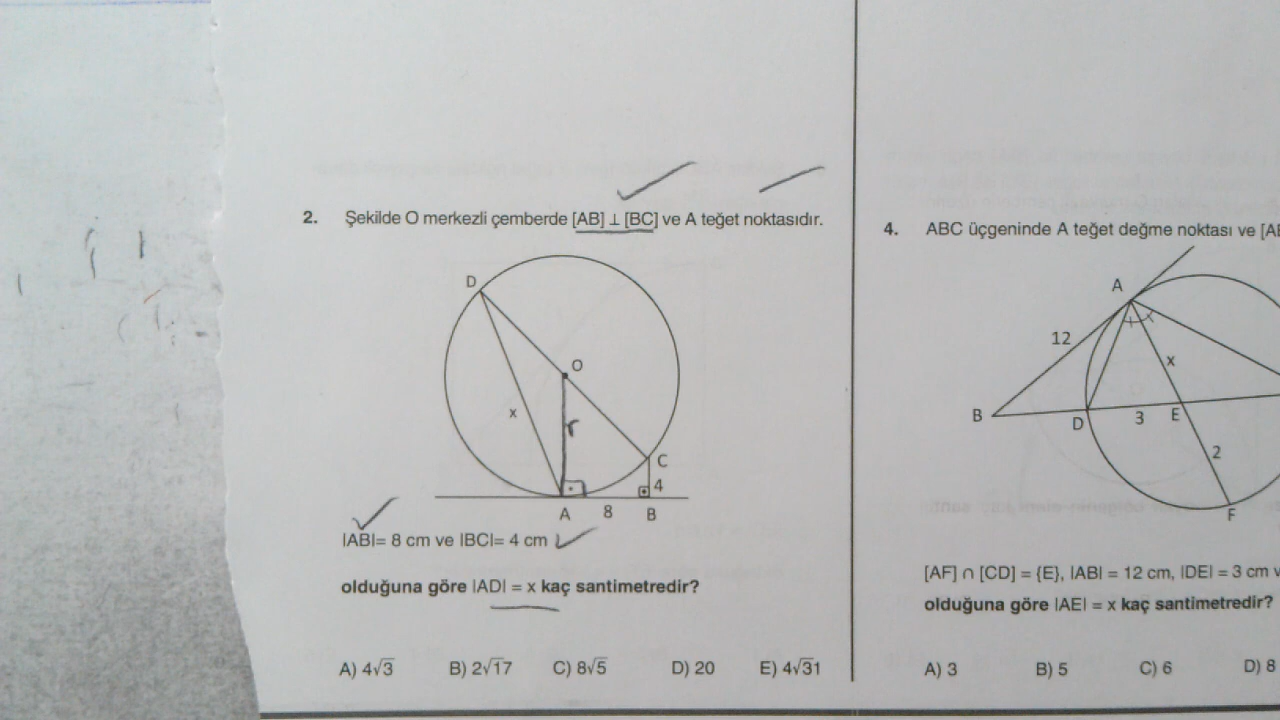 2. Şekilde O merkezli çemberde [AB] ⊥ [BC] ve A teğet noktasıdır.
D
O
x
r
C
4
A 8 B
|AB|= 8 cm ve |BC|= 4 cm
olduğuna göre |AD| = x kaç santimetredir?
A) 4√3 B) 2√17 C) 8√5 D) 20 E) 4√31
4. ABC üçgeninde A teğet değme noktası ve [AB
A
12
x
B
D
3
E
2
F
[AF] ∩ [CD] = {E}, |AB| = 12 cm, |DE| = 3 cm v
olduğuna göre |AE| = x kaç santimetredir?
A) 3 B) 5 C) 6 D) 8